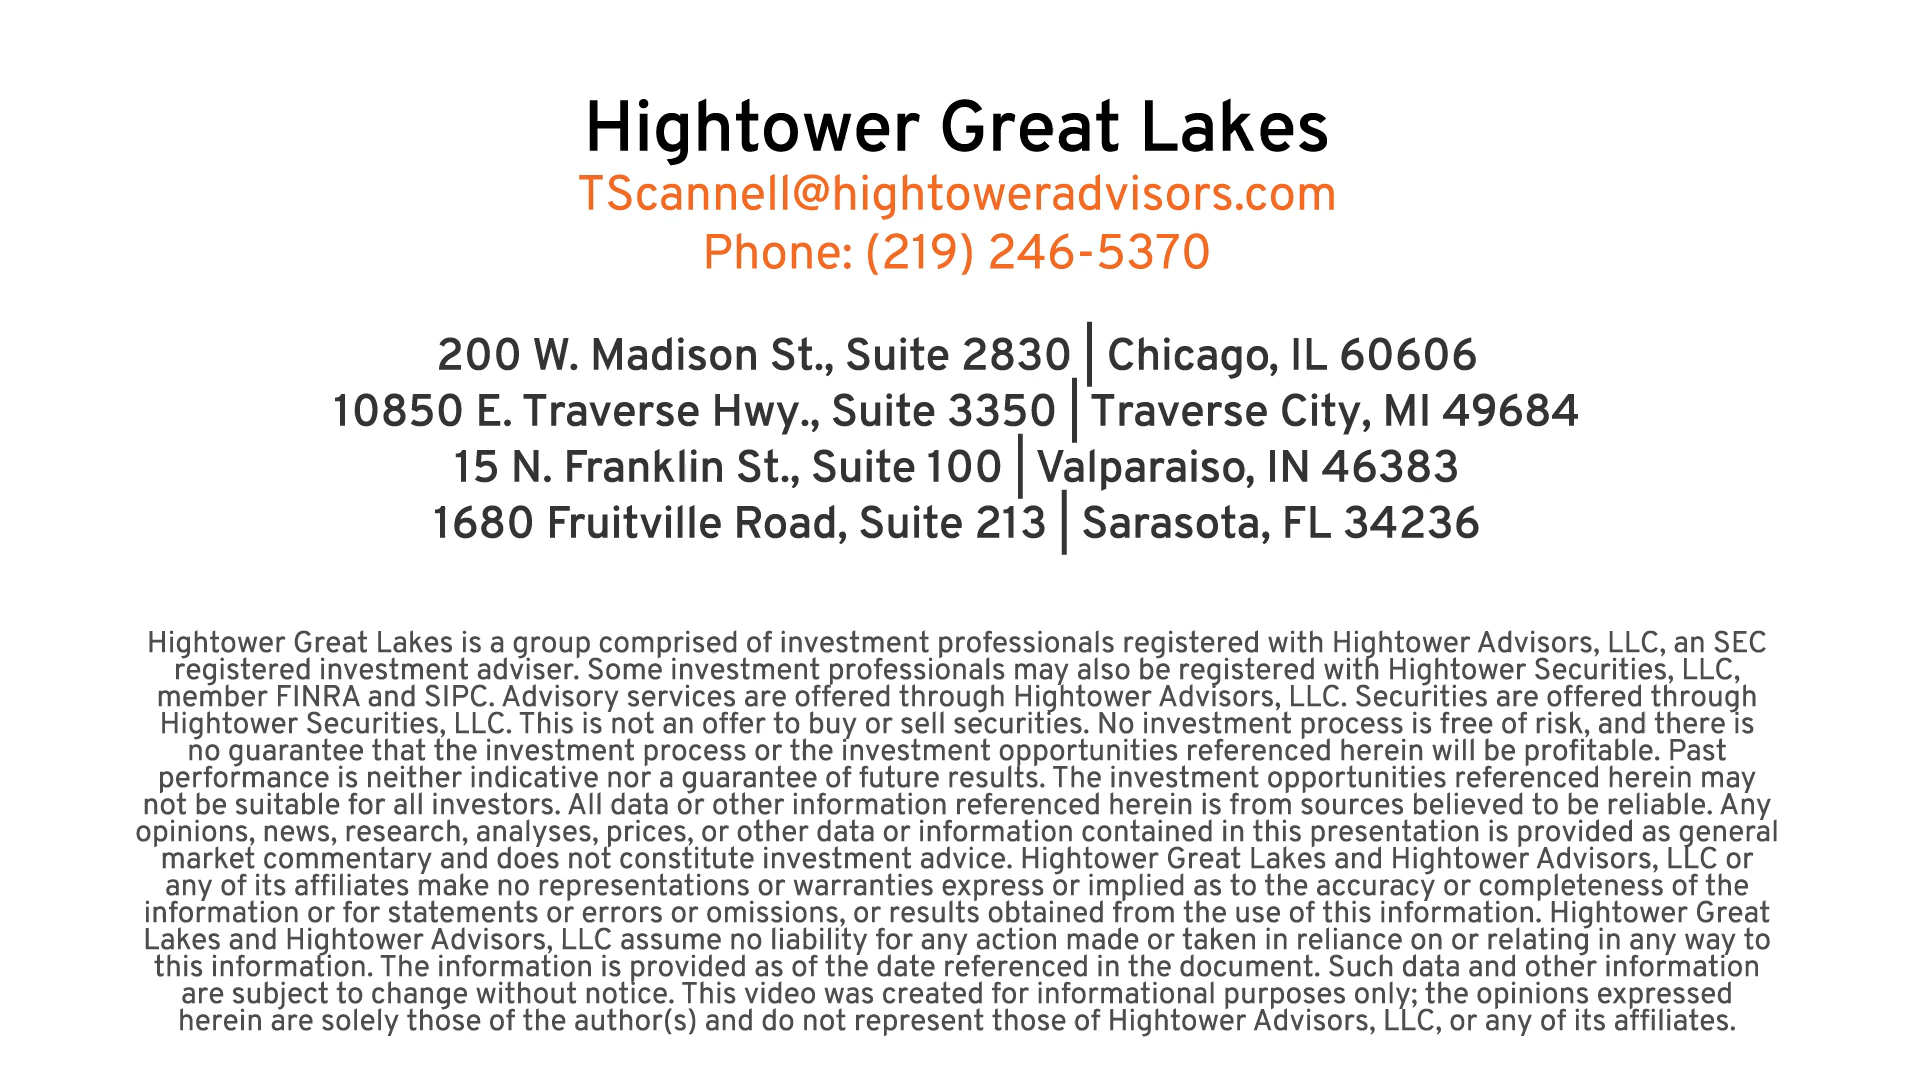 Hightower Great Lakes
TScannell@hightoweradvisors.com
Phone: (219) 246-5370
200 W. Madison St., Suite 2830 | Chicago, IL 60606
10850 E. Traverse Hwy., Suite 3350 | Traverse City, MI 49684
15 N. Franklin St., Suite 100 | Valparaiso, IN 46383
1680 Fruitville Road, Suite 213 | Sarasota, FL 34236
Hightower Great Lakes is a group comprised of investment professionals registered with Hightower Advisors, LLC, an SEC
registered investment adviser. Some investment professionals may also be registered with Hightower Securities, LLC,
member FINRA and SIPC. Advisory services are offered through Hightower Advisors, LLC. Securities are offered through
Hightower Securities, LLC. This is not an offer to buy or sell securities. No investment process is free of risk, and there is
no guarantee that the investment process or the investment opportunities referenced herein will be profitable. Past
performance is neither indicative nor a guarantee of future results. The investment opportunities referenced herein may
not be suitable for all investors. All data or other information referenced herein is from sources believed to be reliable. Any
opinions, news, research, analyses, prices, or other data or information contained in this presentation is provided as general
market commentary and does not constitute investment advice. Hightower Great Lakes and Hightower Advisors, LLC or
any of its affiliates make no representations or warranties express or implied as to the accuracy or completeness of the
information or for statements or errors or omissions, or results obtained from the use of this information. Hightower Great
Lakes and Hightower Advisors, LLC assume no liability for any action made or taken in reliance on or relating in any way to
this information. The information is provided as of the date referenced in the document. Such data and other information
are subject to change without notice. This video was created for informational purposes only; the opinions expressed
herein are solely those of the author(s) and do not represent those of Hightower Advisors, LLC, or any of its affiliates.